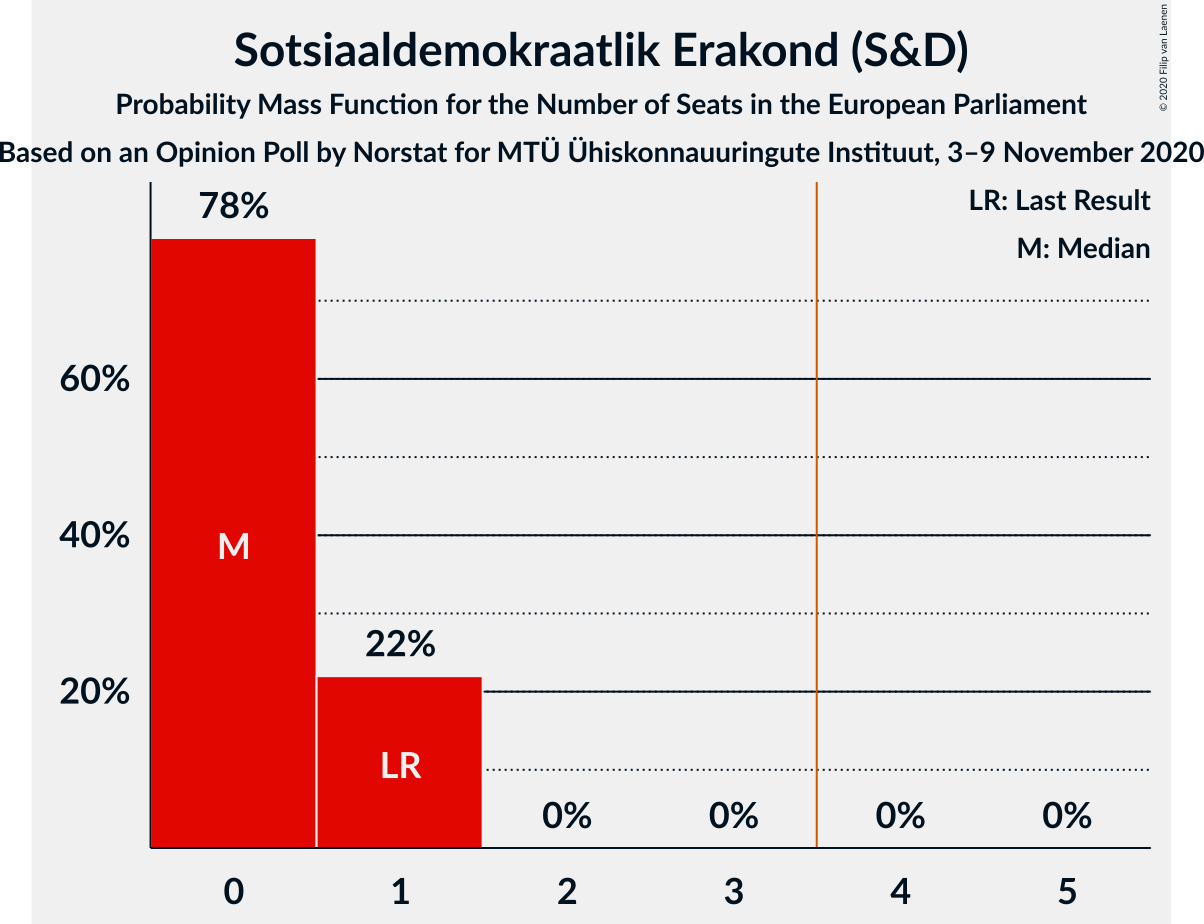 Sotsiaaldemokraatlik Erakond (S&D)
Probability Mass Function for the Number of Seats in the European Parliament
Based on an Opinion Poll by Norstat for MTÜ Ühiskonnauuringute Instituut, 3–9 November 2020
© 2020 Filip van Laenen
LR: Last Result
M: Median
78%
60%
40%
M
22%
20%
LR
0%
0%
0%
0%
0
1
2
3
4
5